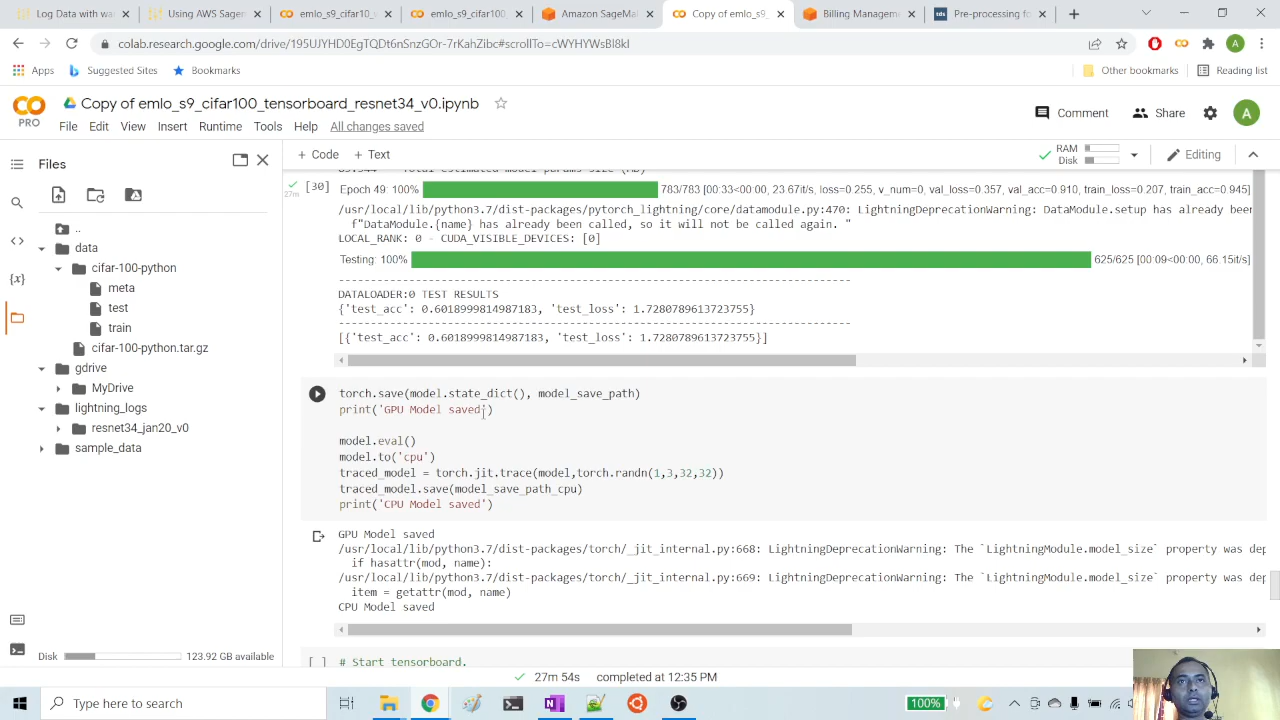 Log Data with
Using AWS Sagem
emlo_s9_cifar10_
emlo_s9_cifar100
Amazon SageMak
Copy of emlo_s9_
Billing Manageme
Pre-processing fo
colab.research.google.com/drive/195UJYHD0EgTQDt6nSnzGOr-7rKahZibc#scrollTo=cWYHYWsBl8kl
Apps
Suggested Sites
Bookmarks
Other bookmarks
Reading list
Copy of emlo_s9_cifar100_tensorboard_resnet34_v0.ipynb
PRO
File Edit View Insert Runtime Tools Help All changes saved
Comment
Share
A
Files
+ Code + Text
RAM
Disk
Editing
[30]
27m
Epoch 49: 100%
783/783 [00:33<00:00, 23.67it/s, loss=0.255, v_num=0, val_loss=0.357, val_acc=0.910, train_loss=0.207, train_acc=0.945]
/usr/local/lib/python3.7/dist-packages/pytorch_lightning/core/datamodule.py:470: LightningDeprecationWarning: DataModule.setup has already been
f"DataModule.{name} has already been called, so it will not be called again. "
LOCAL_RANK: 0 - CUDA_VISIBLE_DEVICES: [0]
Testing: 100%
625/625 [00:09<00:00, 66.15it/s]
--------------------------------------------------------------------------------
DATALOADER:0 TEST RESULTS
{'test_acc': 0.6018999814987183, 'test_loss': 1.7280789613723755}
--------------------------------------------------------------------------------
[{'test_acc': 0.6018999814987183, 'test_loss': 1.7280789613723755}]
..
data
cifar-100-python
meta
test
train
cifar-100-python.tar.gz
gdrive
MyDrive
lightning_logs
resnet34_jan20_v0
sample_data
torch.save(model.state_dict(), model_save_path)
print('GPU Model saved')
model.eval()
model.to('cpu')
traced_model = torch.jit.trace(model,torch.randn(1,3,32,32))
traced_model.save(model_save_path_cpu)
print('CPU Model saved')
GPU Model saved
/usr/local/lib/python3.7/dist-packages/torch/_jit_internal.py:668: LightningDeprecationWarning: The `LightningModule.model_size` property was dep
if hasattr(mod, name):
/usr/local/lib/python3.7/dist-packages/torch/_jit_internal.py:669: LightningDeprecationWarning: The `LightningModule.model_size` property was dep
item = getattr(mod, name)
CPU Model saved
[ ] # Start tensorboard.
Disk
123.92 GB available
27m 54s completed at 12:35 PM
Type here to search
100%